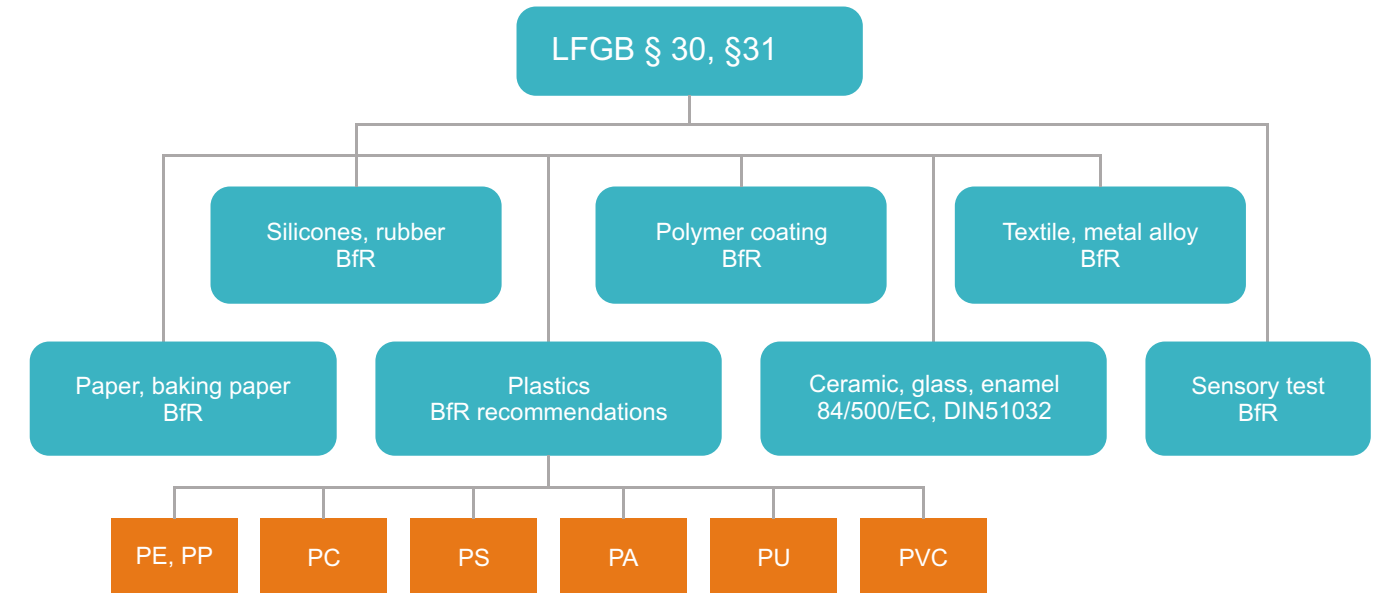 LFGB § 30, §31
Silicones, rubber
BfR
Polymer coating
BfR
Textile, metal alloy
BfR
Paper, baking paper
BfR
Plastics
BfR recommendations
Ceramic, glass, enamel
84/500/EC, DIN51032
Sensory test
BfR
PE, PP
PC
PS
PA
PU
PVC